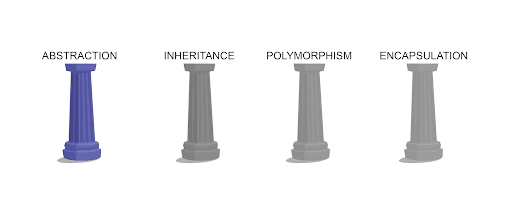 ABSTRACTION INHERITANCE POLYMORPHISM ENCAPSULATION